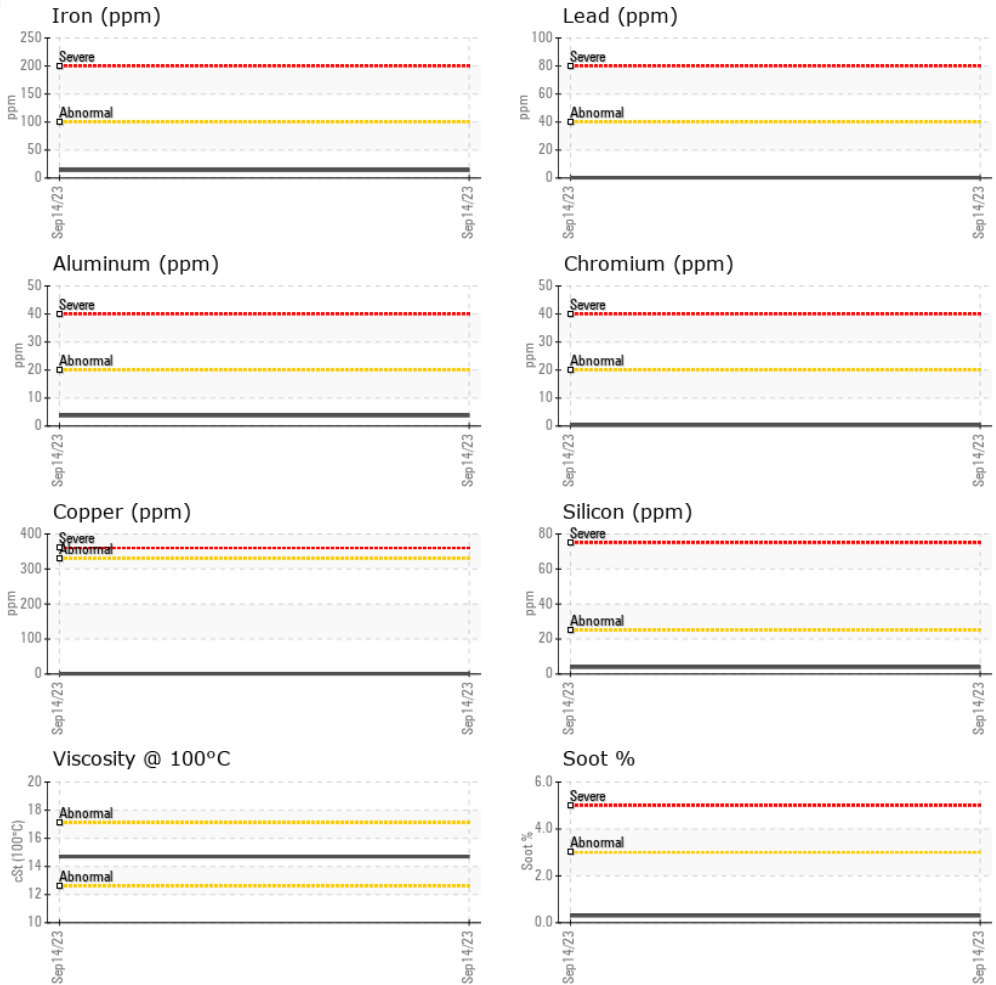 Iron (ppm)
250
200
150
100
50
0
ppm
Severe
Abnormal
Sep14/23
Sep14/23
Lead (ppm)
100
80
60
40
20
0
ppm
Severe
Abnormal
Sep14/23
Sep14/23
Aluminum (ppm)
50
40
30
20
10
0
ppm
Severe
Abnormal
Sep14/23
Sep14/23
Chromium (ppm)
50
40
30
20
10
0
ppm
Severe
Abnormal
Sep14/23
Sep14/23
Copper (ppm)
400
300
200
100
0
ppm
Severe
Abnormal
Sep14/23
Sep14/23
Silicon (ppm)
80
60
40
20
0
ppm
Severe
Abnormal
Sep14/23
Sep14/23
Viscosity @ 100°C
20
18
16
14
12
10
cSt (100°C)
Abnormal
Abnormal
Sep14/23
Sep14/23
Soot %
6.0
4.0
2.0
0.0
Soot %
Severe
Abnormal
Sep14/23
Sep14/23